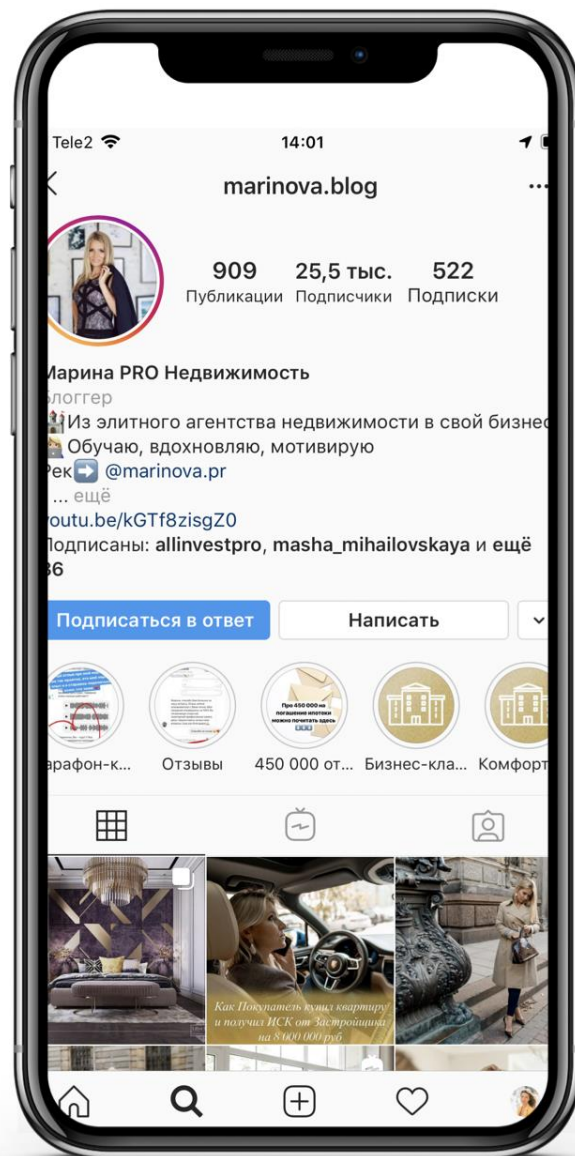 Tele2
14:01
marinova.blog
909
25,5 тыс.
522
Публикации
Подписчики
Подписки
Марина PRO Недвижимость
блоггер
Из элитного агентства недвижимости в свой бизнес
Обучаю, вдохновляю, мотивирую
Рек @marinova.pr
... ещё
youtu.be/kGTf8zisgZ0
Подписаны: allinvestpro, masha_mihailovskaya и ещё
36
Подписаться в ответ
Написать
Про 450 000 на
погашение ипотеки
можно почитать здесь
арафон-к...
Отзывы
450 000 от...
Бизнес-кла...
Комфорт
Как Покупатель купил квартиру
и получил ИСК от Застройщика
на 8 000 000 руб